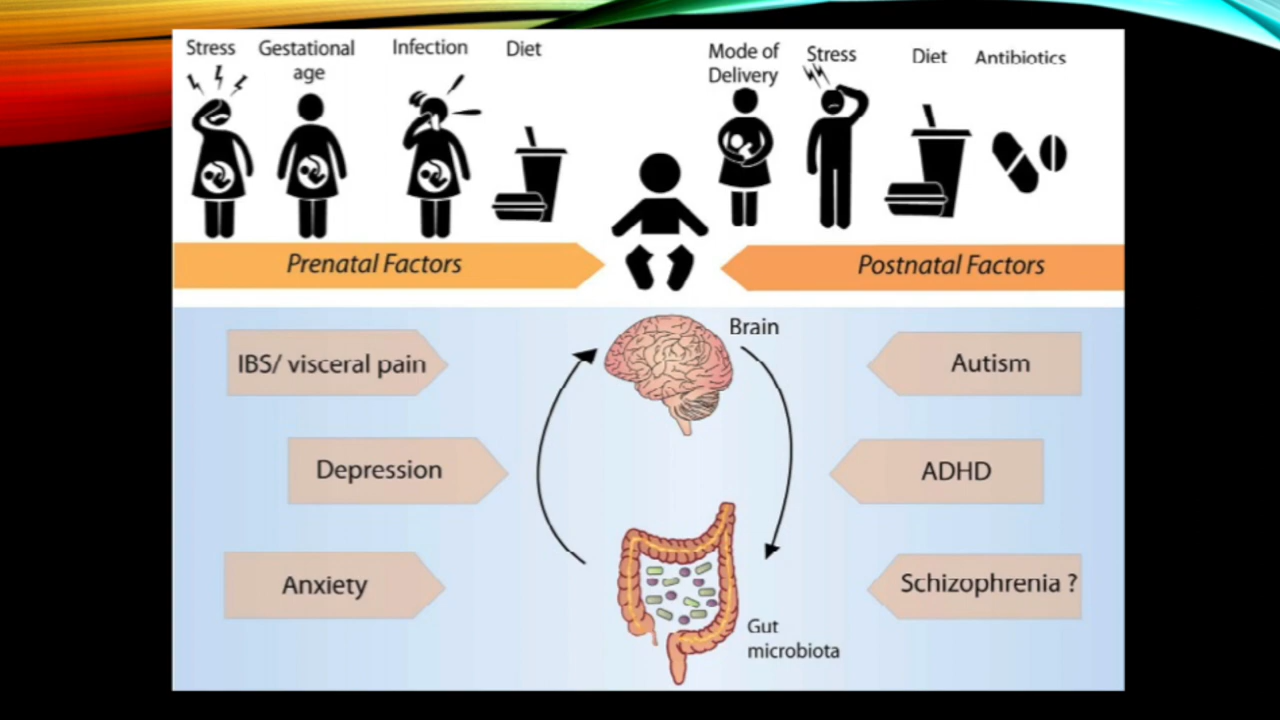 Stress
Gestational
age
Infection
Diet
Mode of
Delivery
Stress
Diet
Antibiotics
Prenatal Factors
Postnatal Factors
Brain
IBS/ visceral pain
Autism
Depression
ADHD
Anxiety
Schizophrenia ?
Gut
microbiota